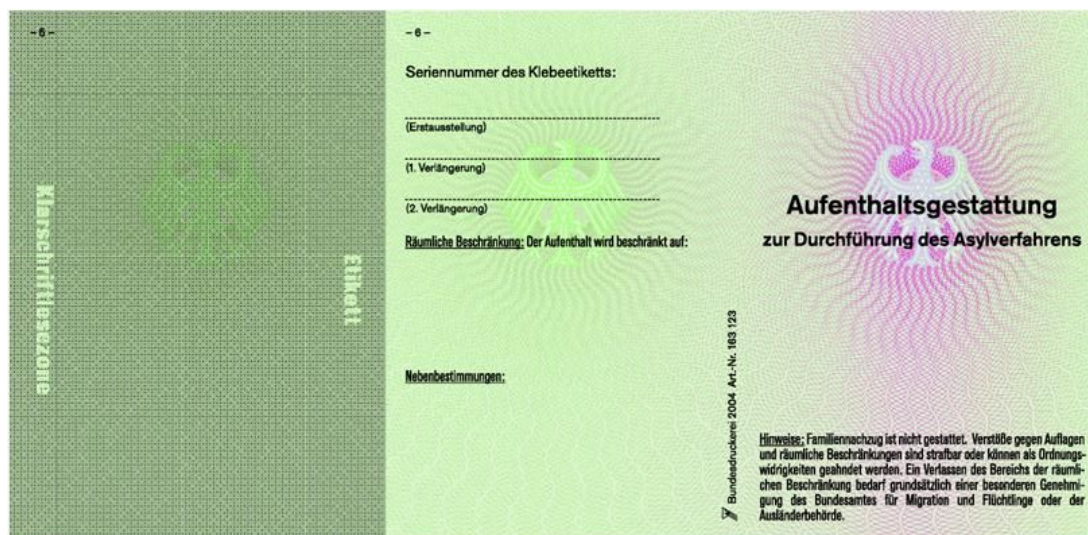 – 6 –
Klarschriftlesezone
Etikett
– 6 –
Seriennummer des Klebeetiketts:
(Erstausstellung)
(1. Verlängerung)
(2. Verlängerung)
Räumliche Beschränkung: Der Aufenthalt wird beschränkt auf:
Nebenbestimmungen:
Bundesdruckerei 2004 Art.-Nr. 163 123
Aufenthaltsgestattung
zur Durchführung des Asylverfahrens
Hinweise: Familiennachzug ist nicht gestattet. Verstöße gegen Auflagen
und räumliche Beschränkungen sind strafbar oder können als Ordnungs-
widrigkeiten geahndet werden. Ein Verlassen des Bereichs der räumli-
chen Beschränkung bedarf grundsätzlich einer besonderen Genehmi-
gung des Bundesamtes für Migration und Flüchtlinge oder der
Ausländerbehörde.